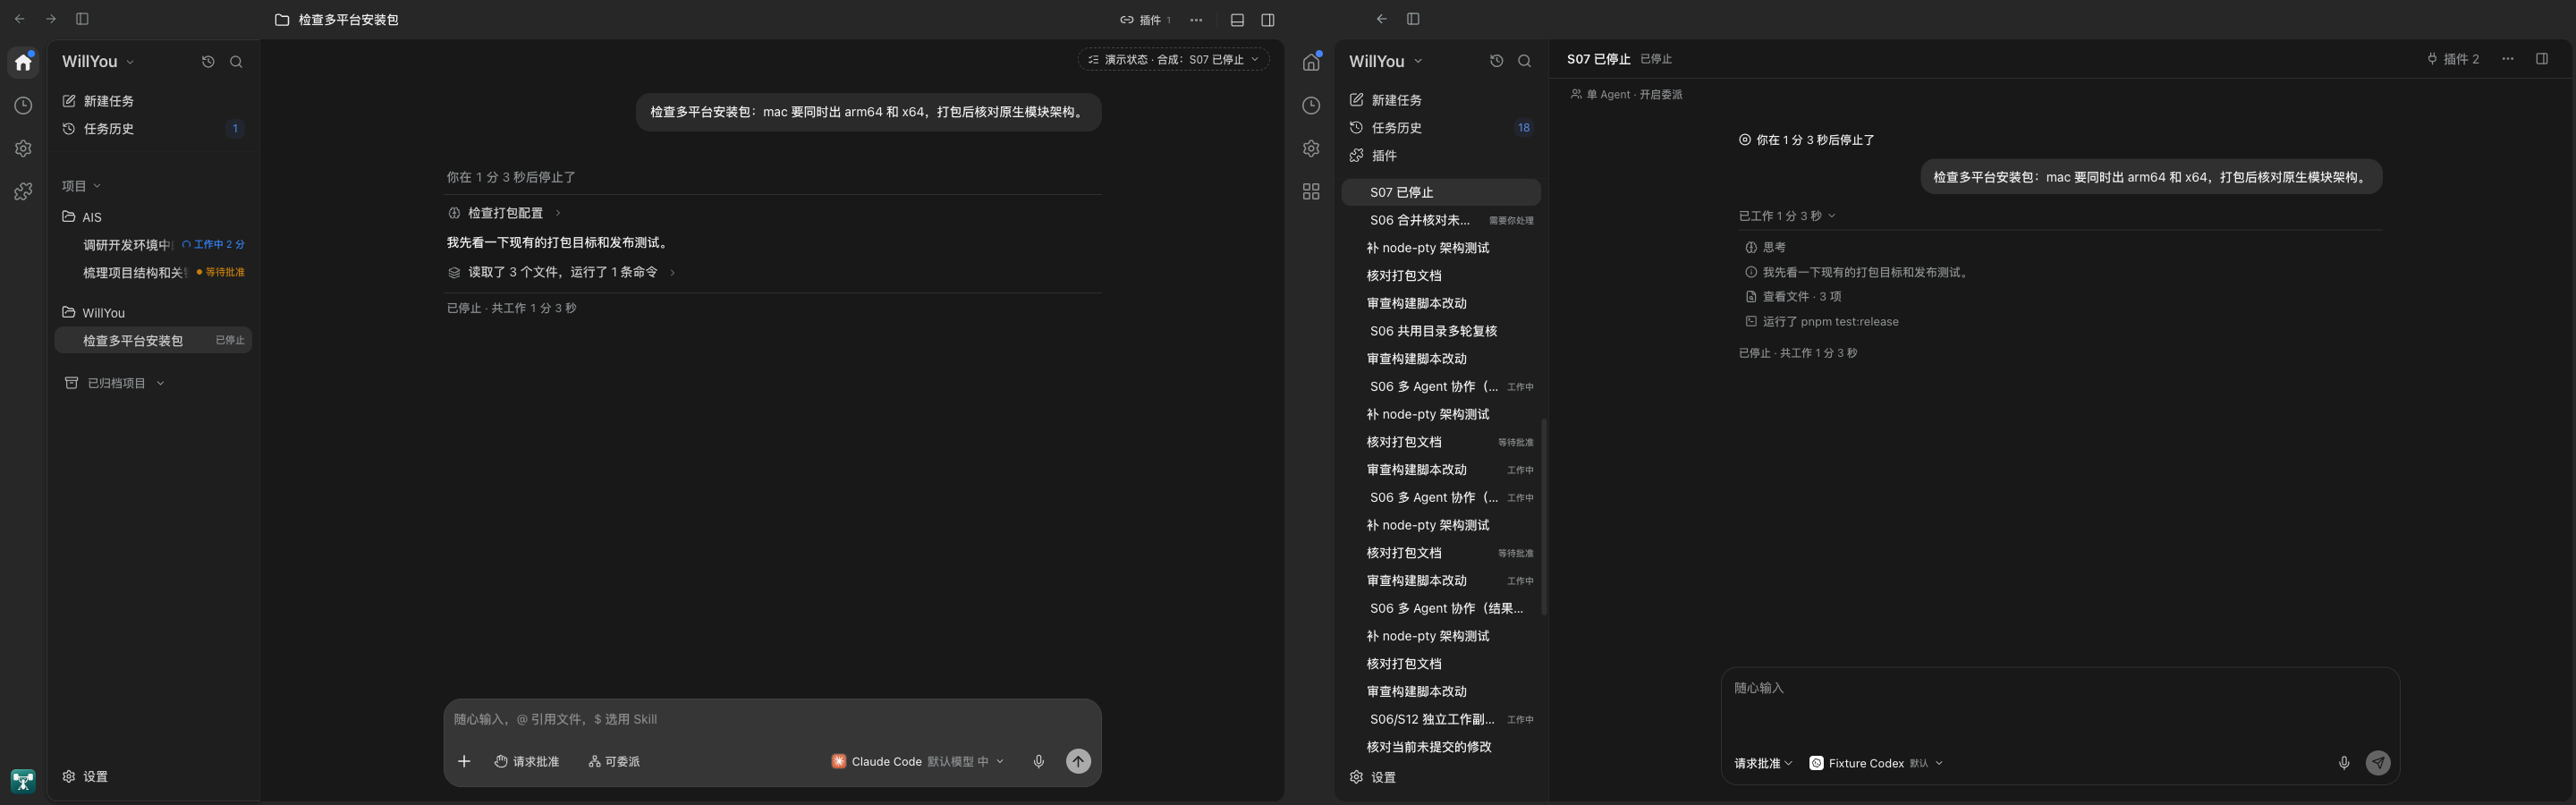 检查多平台安装包
插件 1
WillYou
新建任务
任务历史 1
项目
AIS
调研开发环境中 工作中 2 分
梳理项目结构和关 等待批准
WillYou
检查多平台安装包 已停止
已归档项目
设置
演示状态 · 合成：S07 已停止
检查多平台安装包：mac 要同时出 arm64 和 x64，打包后核对原生模块架构。
你在 1 分 3 秒后停止了
检查打包配置
我先看一下现有的打包目标和发布测试。
读取了 3 个文件，运行了 1 条命令
已停止 · 共工作 1 分 3 秒
随心输入，@ 引用文件，$ 选用 Skill
请求批准 可委派 Claude Code 默认模型 中
WillYou
新建任务
任务历史 18
插件
S07 已停止
S06 合并核对未... 需要你处理
补 node-pty 架构测试
核对打包文档
审查构建脚本改动
S06 共用目录多轮复核
审查构建脚本改动
S06 多 Agent 协作（... 工作中
补 node-pty 架构测试
核对打包文档 等待批准
审查构建脚本改动 工作中
S06 多 Agent 协作（... 工作中
补 node-pty 架构测试
核对打包文档 等待批准
审查构建脚本改动 工作中
S06 多 Agent 协作（结果...
补 node-pty 架构测试
核对打包文档
审查构建脚本改动
S06/S12 独立工作副... 工作中
核对当前未提交的修改
设置
S07 已停止 已停止
插件 2
单 Agent · 开启委派
你在 1 分 3 秒后停止了
检查多平台安装包：mac 要同时出 arm64 和 x64，打包后核对原生模块架构。
已工作 1 分 3 秒
思考
我先看一下现有的打包目标和发布测试。
查看文件 · 3 项
运行了 pnpm test:release
已停止 · 共工作 1 分 3 秒
随心输入
请求批准 Fixture Codex 默认